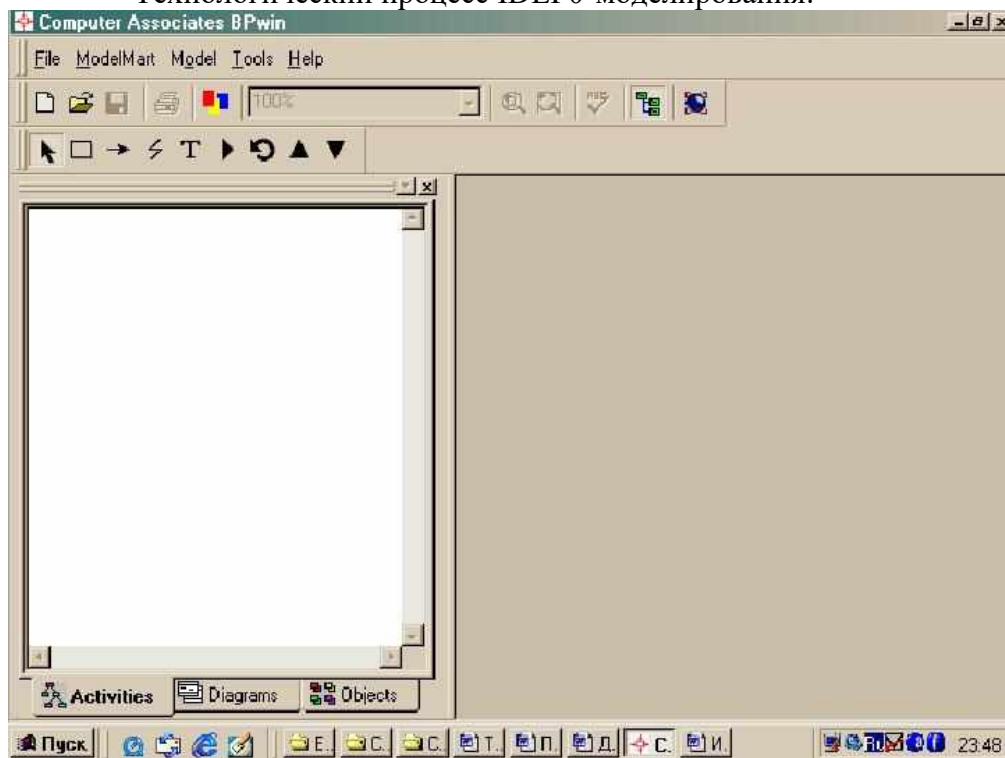 Технологический процесс IDEF0-моделирования.
Computer Associates BPwin
File ModelMart Model Tools Help
100%
T
Activities Diagrams Objects
Пуск Е. С. С. Т. П. Д. С. И. 23:48